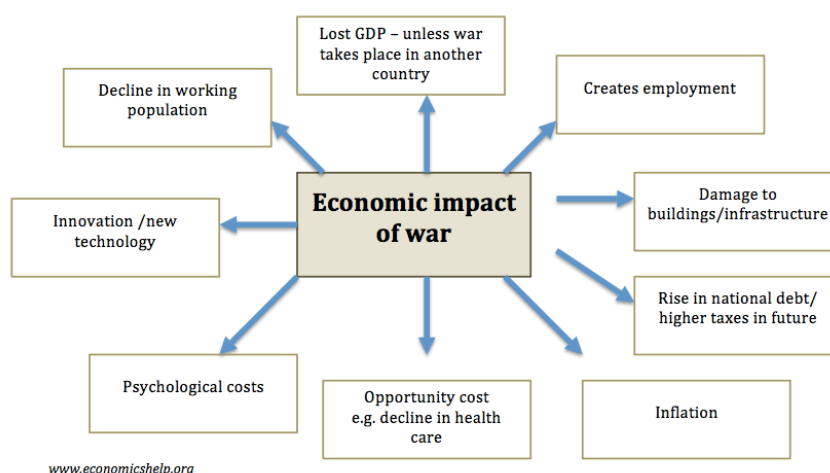 Lost GDP – unless war
takes place in another
country
Decline in working
population
Creates employment
Economic impact
of war
Damage to
buildings/infrastructure
Innovation /new
technology
Rise in national debt/
higher taxes in future
Psychological costs
Opportunity cost
e.g. decline in health
care
Inflation
www.economicshelp.org